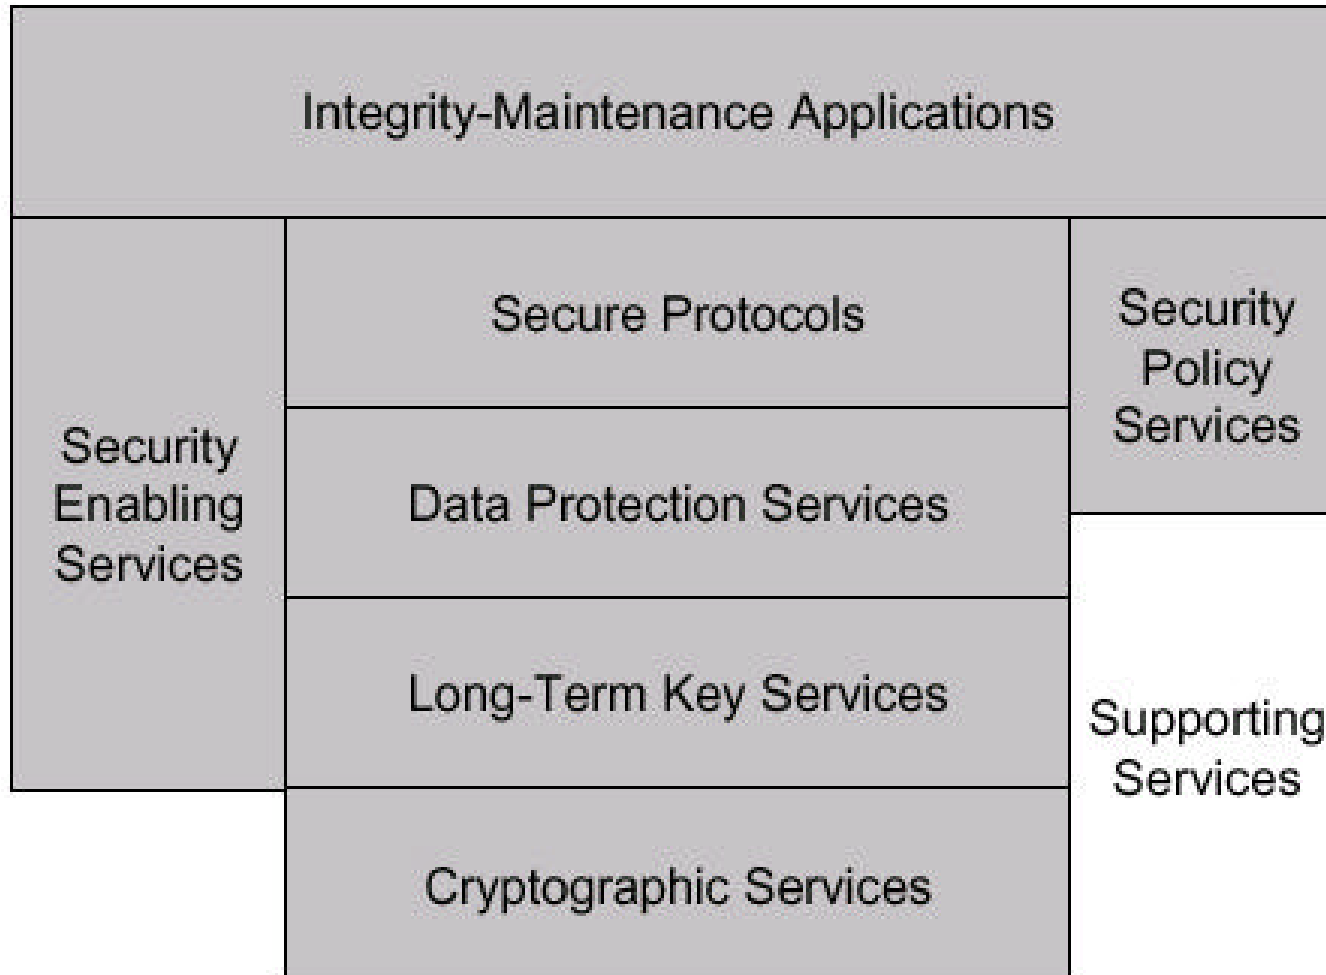 Integrity-Maintenance Applications
Secure Protocols
Security
Policy
Services
Security
Enabling
Services
Data Protection Services
Long-Term Key Services
Supporting
Services
Cryptographic Services